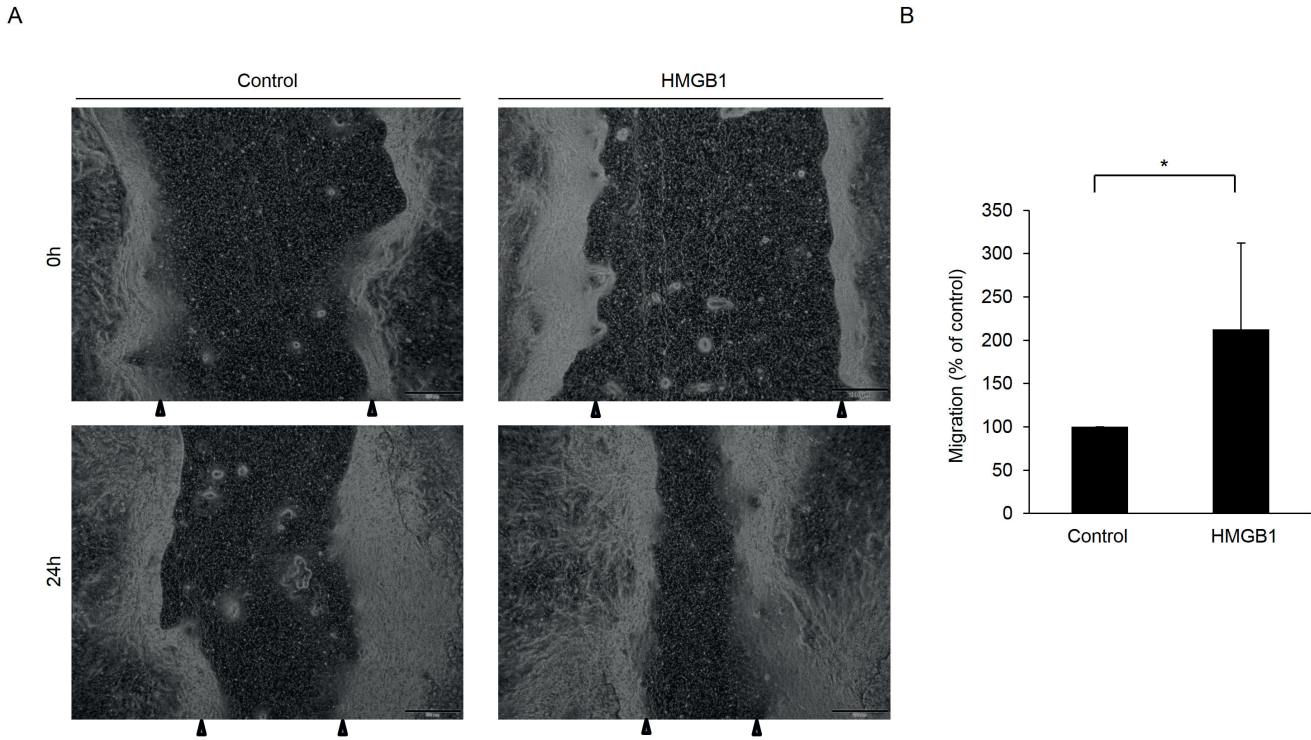 A
B
Control
HMGB1
0h
24h
*
Migration (% of control)
350
300
250
200
150
100
50
0
Control
HMGB1